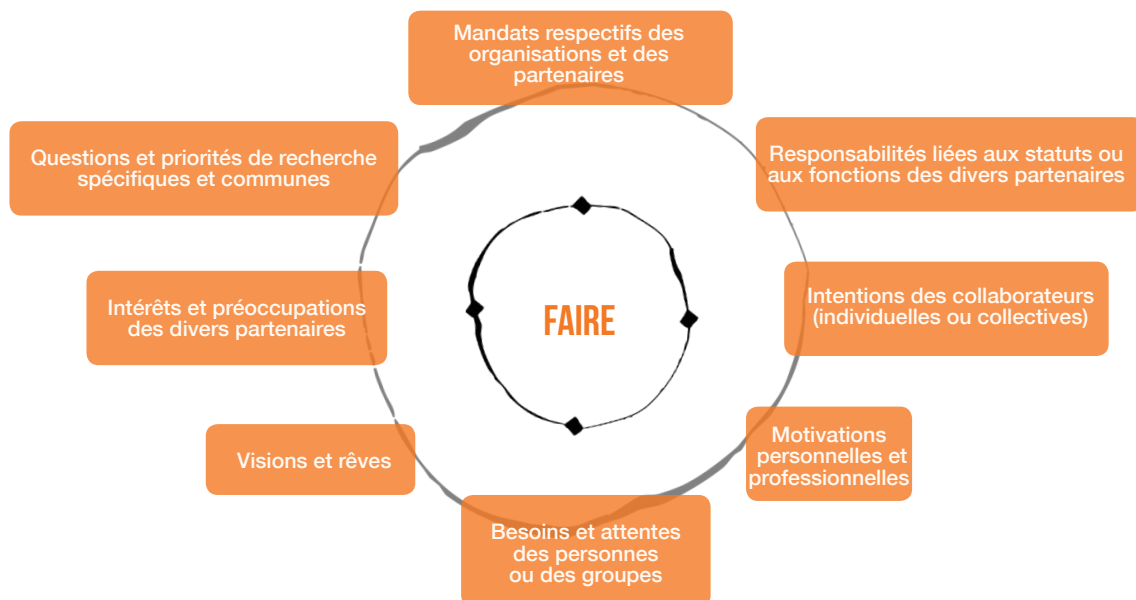 Mandats respectifs des
organisations et des
partenaires
Questions et priorités de recherche
spécifiques et communes
Responsabilités liées aux statuts ou
aux fonctions des divers partenaires
Intérêts et préoccupations
des divers partenaires
FAIRE
Intentions des collaborateurs
(individuelles ou collectives)
Visions et rêves
Motivations
personnelles et
professionnelles
Besoins et attentes
des personnes
ou des groupes